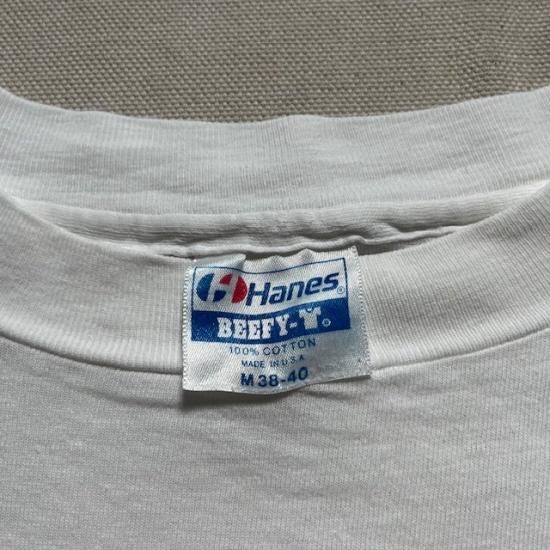 Hanes®
BEEFY-T®
100% COTTON
MADE IN U.S.A.
M 38-40